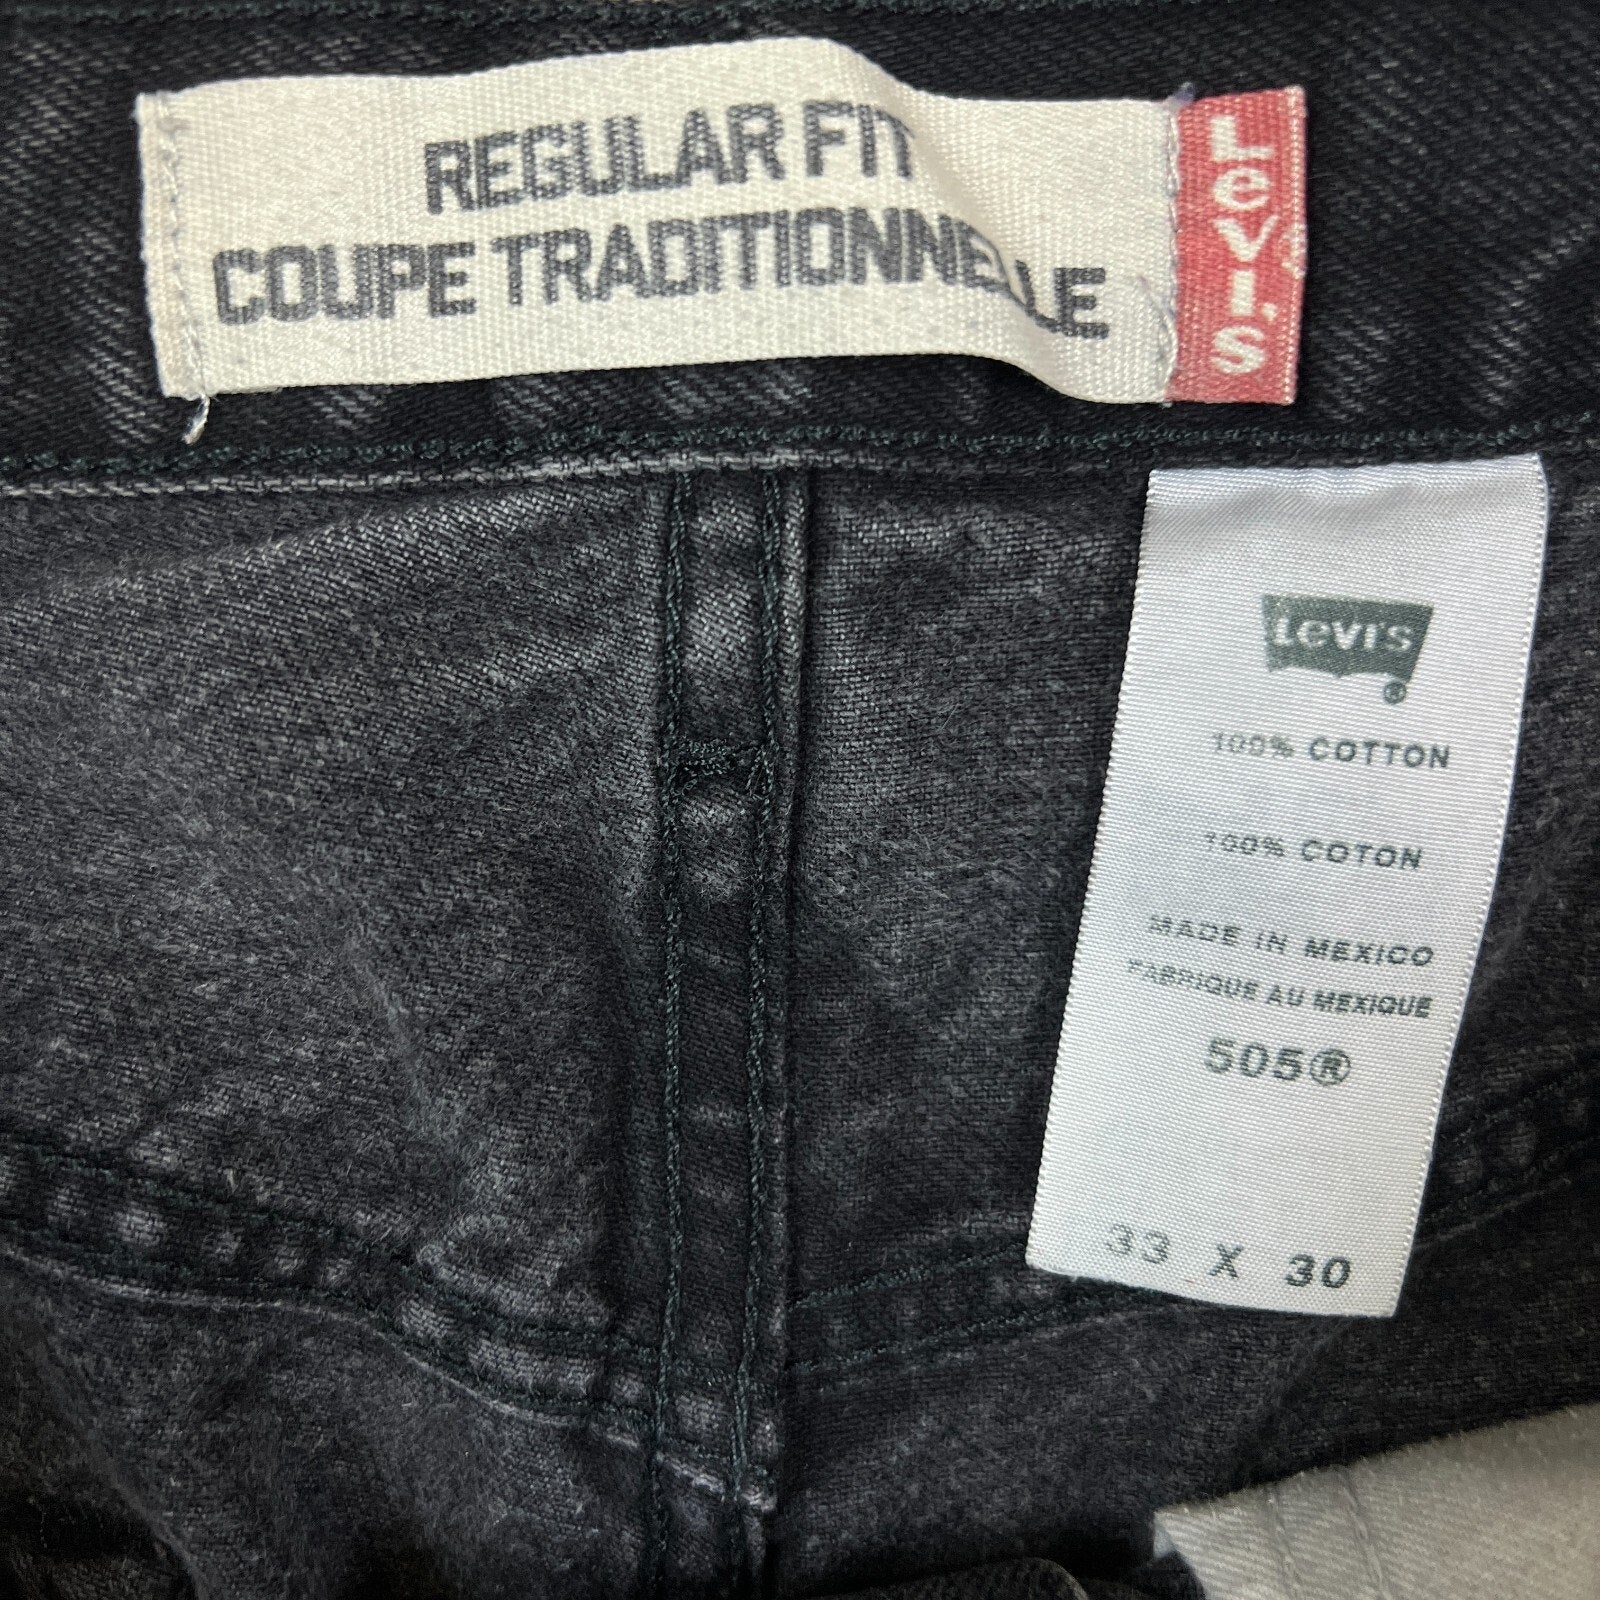 REGULAR FIT
COUPE TRADITIONNELLE
LEVI'S
LEVI'S
®
100% COTTON
100% COTON
MADE IN MEXICO
FABRIQUE AU MEXIQUE
505®
33 X 30